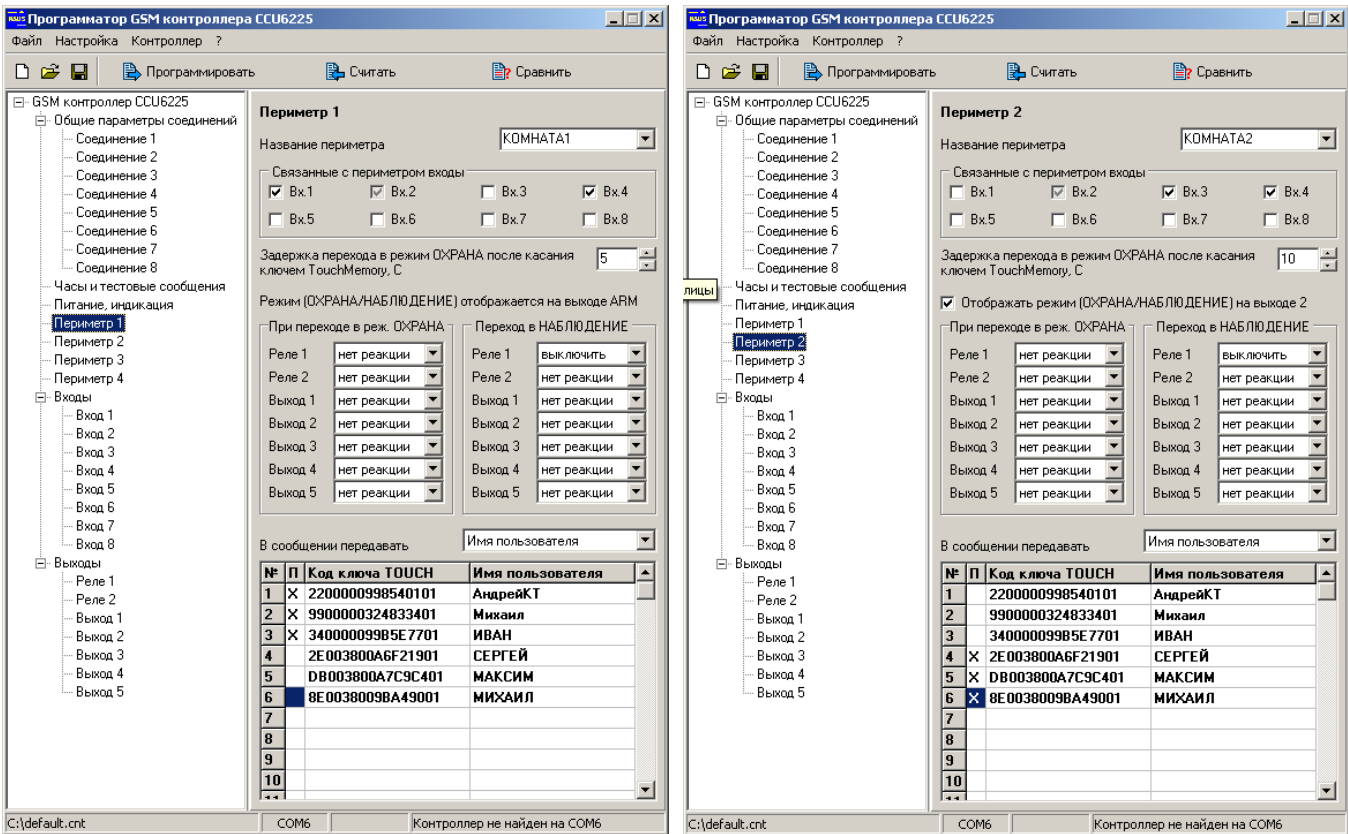 Программатор GSM контроллера CCU6225
Файл Настройка Контроллер ?
Программировать Считать Сравнить
GSM контроллер CCU6225
Общие параметры соединений
Соединение 1
Соединение 2
Соединение 3
Соединение 4
Соединение 5
Соединение 6
Соединение 7
Соединение 8
Часы и тестовые сообщения
Питание, индикация
Периметр 1
Периметр 2
Периметр 3
Периметр 4
Входы
Вход 1
Вход 2
Вход 3
Вход 4
Вход 5
Вход 6
Вход 7
Вход 8
Выходы
Реле 1
Реле 2
Выход 1
Выход 2
Выход 3
Выход 4
Выход 5
Периметр 1
Название периметра КОМНАТА1
Связанные с периметром входы
Вх.1 Вх.2 Вх.3 Вх.4
Вх.5 Вх.6 Вх.7 Вх.8
Задержка перехода в режим ОХРАНА после касания 5
ключем TouchMemory, С
Режим (ОХРАНА/НАБЛЮДЕНИЕ) отображается на выходе ARM
При переходе в реж. ОХРАНА Переход в НАБЛЮДЕНИЕ
Реле 1 нет реакции Реле 1 выключить
Реле 2 нет реакции Реле 2 нет реакции
Выход 1 нет реакции Выход 1 нет реакции
Выход 2 нет реакции Выход 2 нет реакции
Выход 3 нет реакции Выход 3 нет реакции
Выход 4 нет реакции Выход 4 нет реакции
Выход 5 нет реакции Выход 5 нет реакции
В сообщении передавать Имя пользователя
№ П Код ключа TOUCH Имя пользователя
1 X 2200000998540101 АндрейКТ
2 X 9900000324833401 Михаил
3 X 340000099B5E7701 ИВАН
4 2E003800A6F21901 СЕРГЕЙ
5 DB003800A7C9C401 МАКСИМ
6 8E0038009BA49001 МИХАИЛ
7
8
9
10
11
C:\default.cnt COM6 Контроллер не найден на COM6
Программатор GSM контроллера CCU6225
Файл Настройка Контроллер ?
Программировать Считать Сравнить
GSM контроллер CCU6225
Общие параметры соединений
Соединение 1
Соединение 2
Соединение 3
Соединение 4
Соединение 5
Соединение 6
Соединение 7
Соединение 8
лицы
Часы и тестовые сообщения
Питание, индикация
Периметр 1
Периметр 2
Периметр 3
Периметр 4
Входы
Вход 1
Вход 2
Вход 3
Вход 4
Вход 5
Вход 6
Вход 7
Вход 8
Выходы
Реле 1
Реле 2
Выход 1
Выход 2
Выход 3
Выход 4
Выход 5
Периметр 2
Название периметра КОМНАТА2
Связанные с периметром входы
Вх.1 Вх.2 Вх.3 Вх.4
Вх.5 Вх.6 Вх.7 Вх.8
Задержка перехода в режим ОХРАНА после касания 10
ключем TouchMemory, С
Отображать режим (ОХРАНА/НАБЛЮДЕНИЕ) на выходе 2
При переходе в реж. ОХРАНА Переход в НАБЛЮДЕНИЕ
Реле 1 нет реакции Реле 1 выключить
Реле 2 нет реакции Реле 2 нет реакции
Выход 1 нет реакции Выход 1 нет реакции
Выход 2 нет реакции Выход 2 нет реакции
Выход 3 нет реакции Выход 3 нет реакции
Выход 4 нет реакции Выход 4 нет реакции
Выход 5 нет реакции Выход 5 нет реакции
В сообщении передавать Имя пользователя
№ П Код ключа TOUCH Имя пользователя
1 2200000998540101 АндрейКТ
2 9900000324833401 Михаил
3 340000099B5E7701 ИВАН
4 X 2E003800A6F21901 СЕРГЕЙ
5 X DB003800A7C9C401 МАКСИМ
6 X 8E0038009BA49001 МИХАИЛ
7
8
9
10
11
C:\default.cnt COM6 Контроллер не найден на COM6